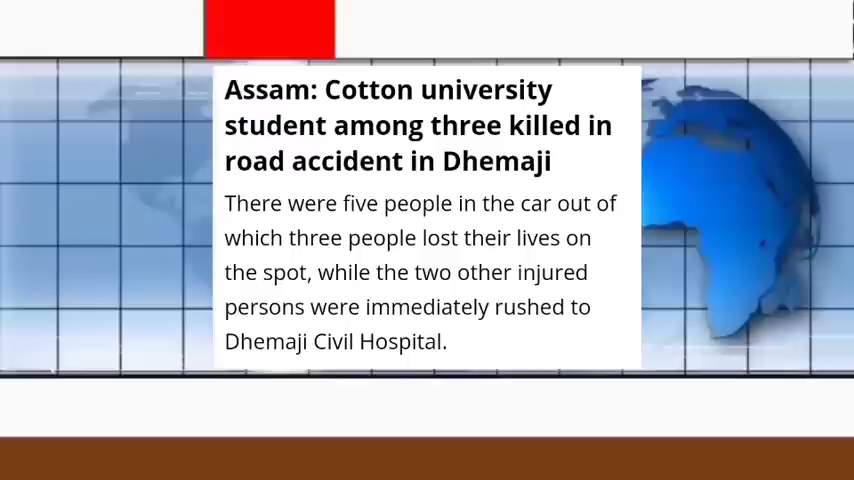 Assam: Cotton university
student among three killed in
road accident in Dhemaji
There were five people in the car out of
which three people lost their lives on
the spot, while the two other injured
persons were immediately rushed to
Dhemaji Civil Hospital.